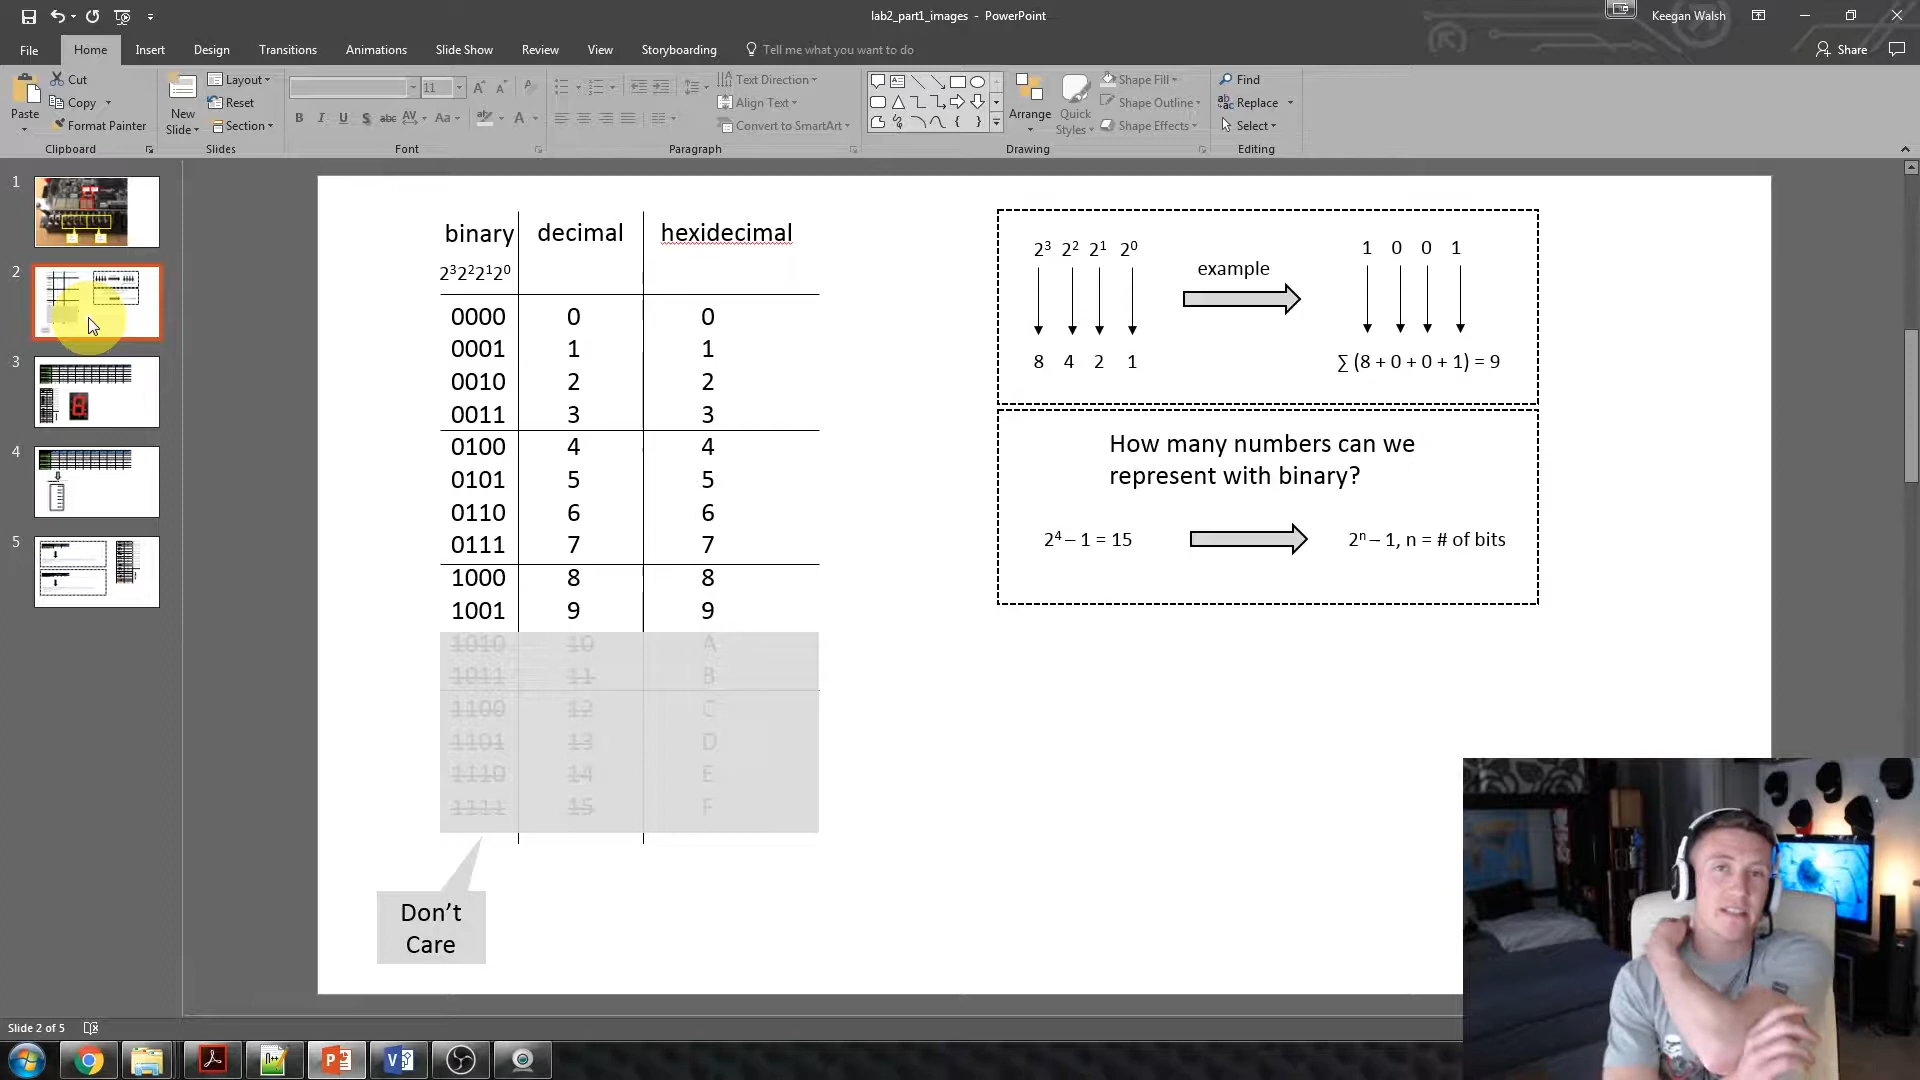 lab2_part1_images - PowerPoint
Keegan Walsh
File Home Insert Design Transitions Animations Slide Show Review View Storyboarding Tell me what you want to do
Share
Paste
Cut
Copy
Format Painter
Clipboard
New Slide
Layout
Reset
Section
Slides
11
Font
Text Direction
Align Text
Convert to SmartArt
Paragraph
Arrange
Quick Styles
Shape Fill
Shape Outline
Shape Effects
Drawing
Find
Replace
Select
Editing
1
2
3
4
5
binary decimal hexidecimal
2³2²2¹2⁰
0000 0 0
0001 1 1
0010 2 2
0011 3 3
0100 4 4
0101 5 5
0110 6 6
0111 7 7
1000 8 8
1001 9 9
1010 10 A
1011 11 B
1100 12 C
1101 13 D
1110 14 E
1111 15 F
Don't
Care
2³ 2² 2¹ 2⁰
example
1 0 0 1
8 4 2 1
∑ (8 + 0 + 0 + 1) = 9
How many numbers can we
represent with binary?
2⁴ – 1 = 15
2ⁿ – 1, n = # of bits
Slide 2 of 5